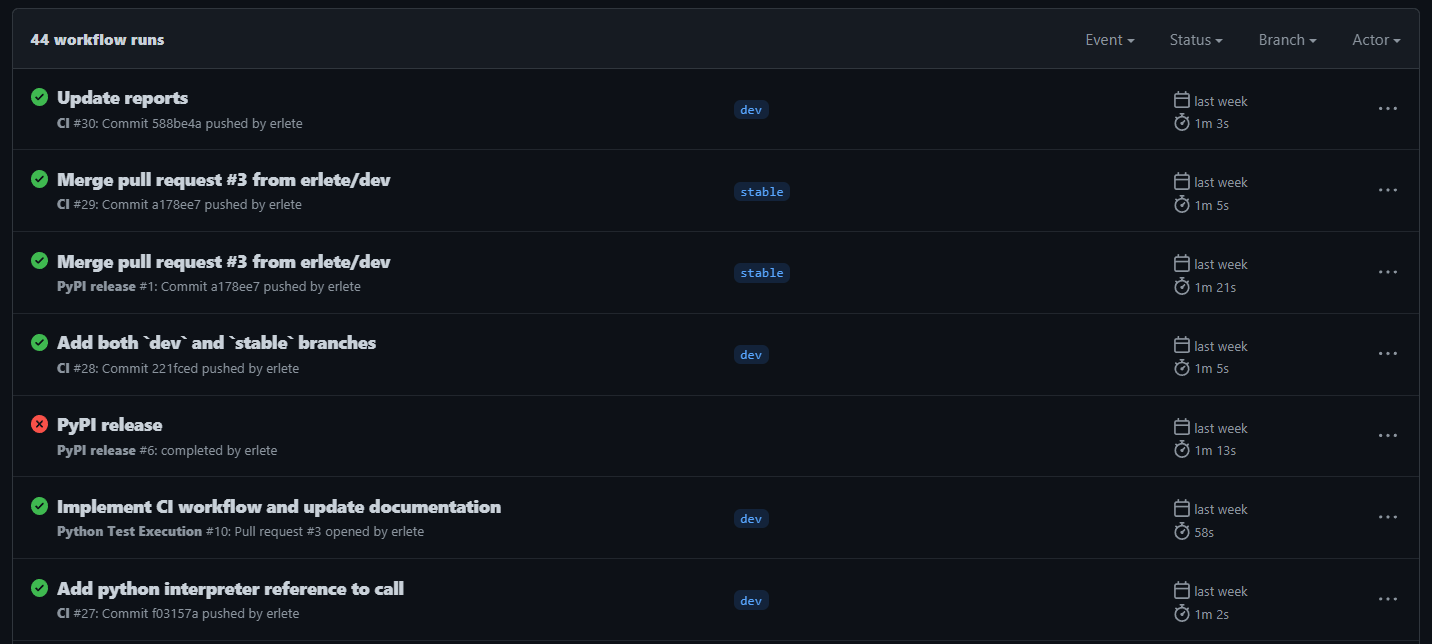 44 workflow runs
Event Status Branch Actor
Update reports
CI #30: Commit 588be4a pushed by erlete
dev
last week
1m 3s
Merge pull request #3 from erlete/dev
CI #29: Commit a178ee7 pushed by erlete
stable
last week
1m 5s
Merge pull request #3 from erlete/dev
PyPI release #1: Commit a178ee7 pushed by erlete
stable
last week
1m 21s
Add both `dev` and `stable` branches
CI #28: Commit 221fced pushed by erlete
dev
last week
1m 5s
PyPI release
PyPI release #6: completed by erlete
last week
1m 13s
Implement CI workflow and update documentation
Python Test Execution #10: Pull request #3 opened by erlete
dev
last week
58s
Add python interpreter reference to call
CI #27: Commit f03157a pushed by erlete
dev
last week
1m 2s